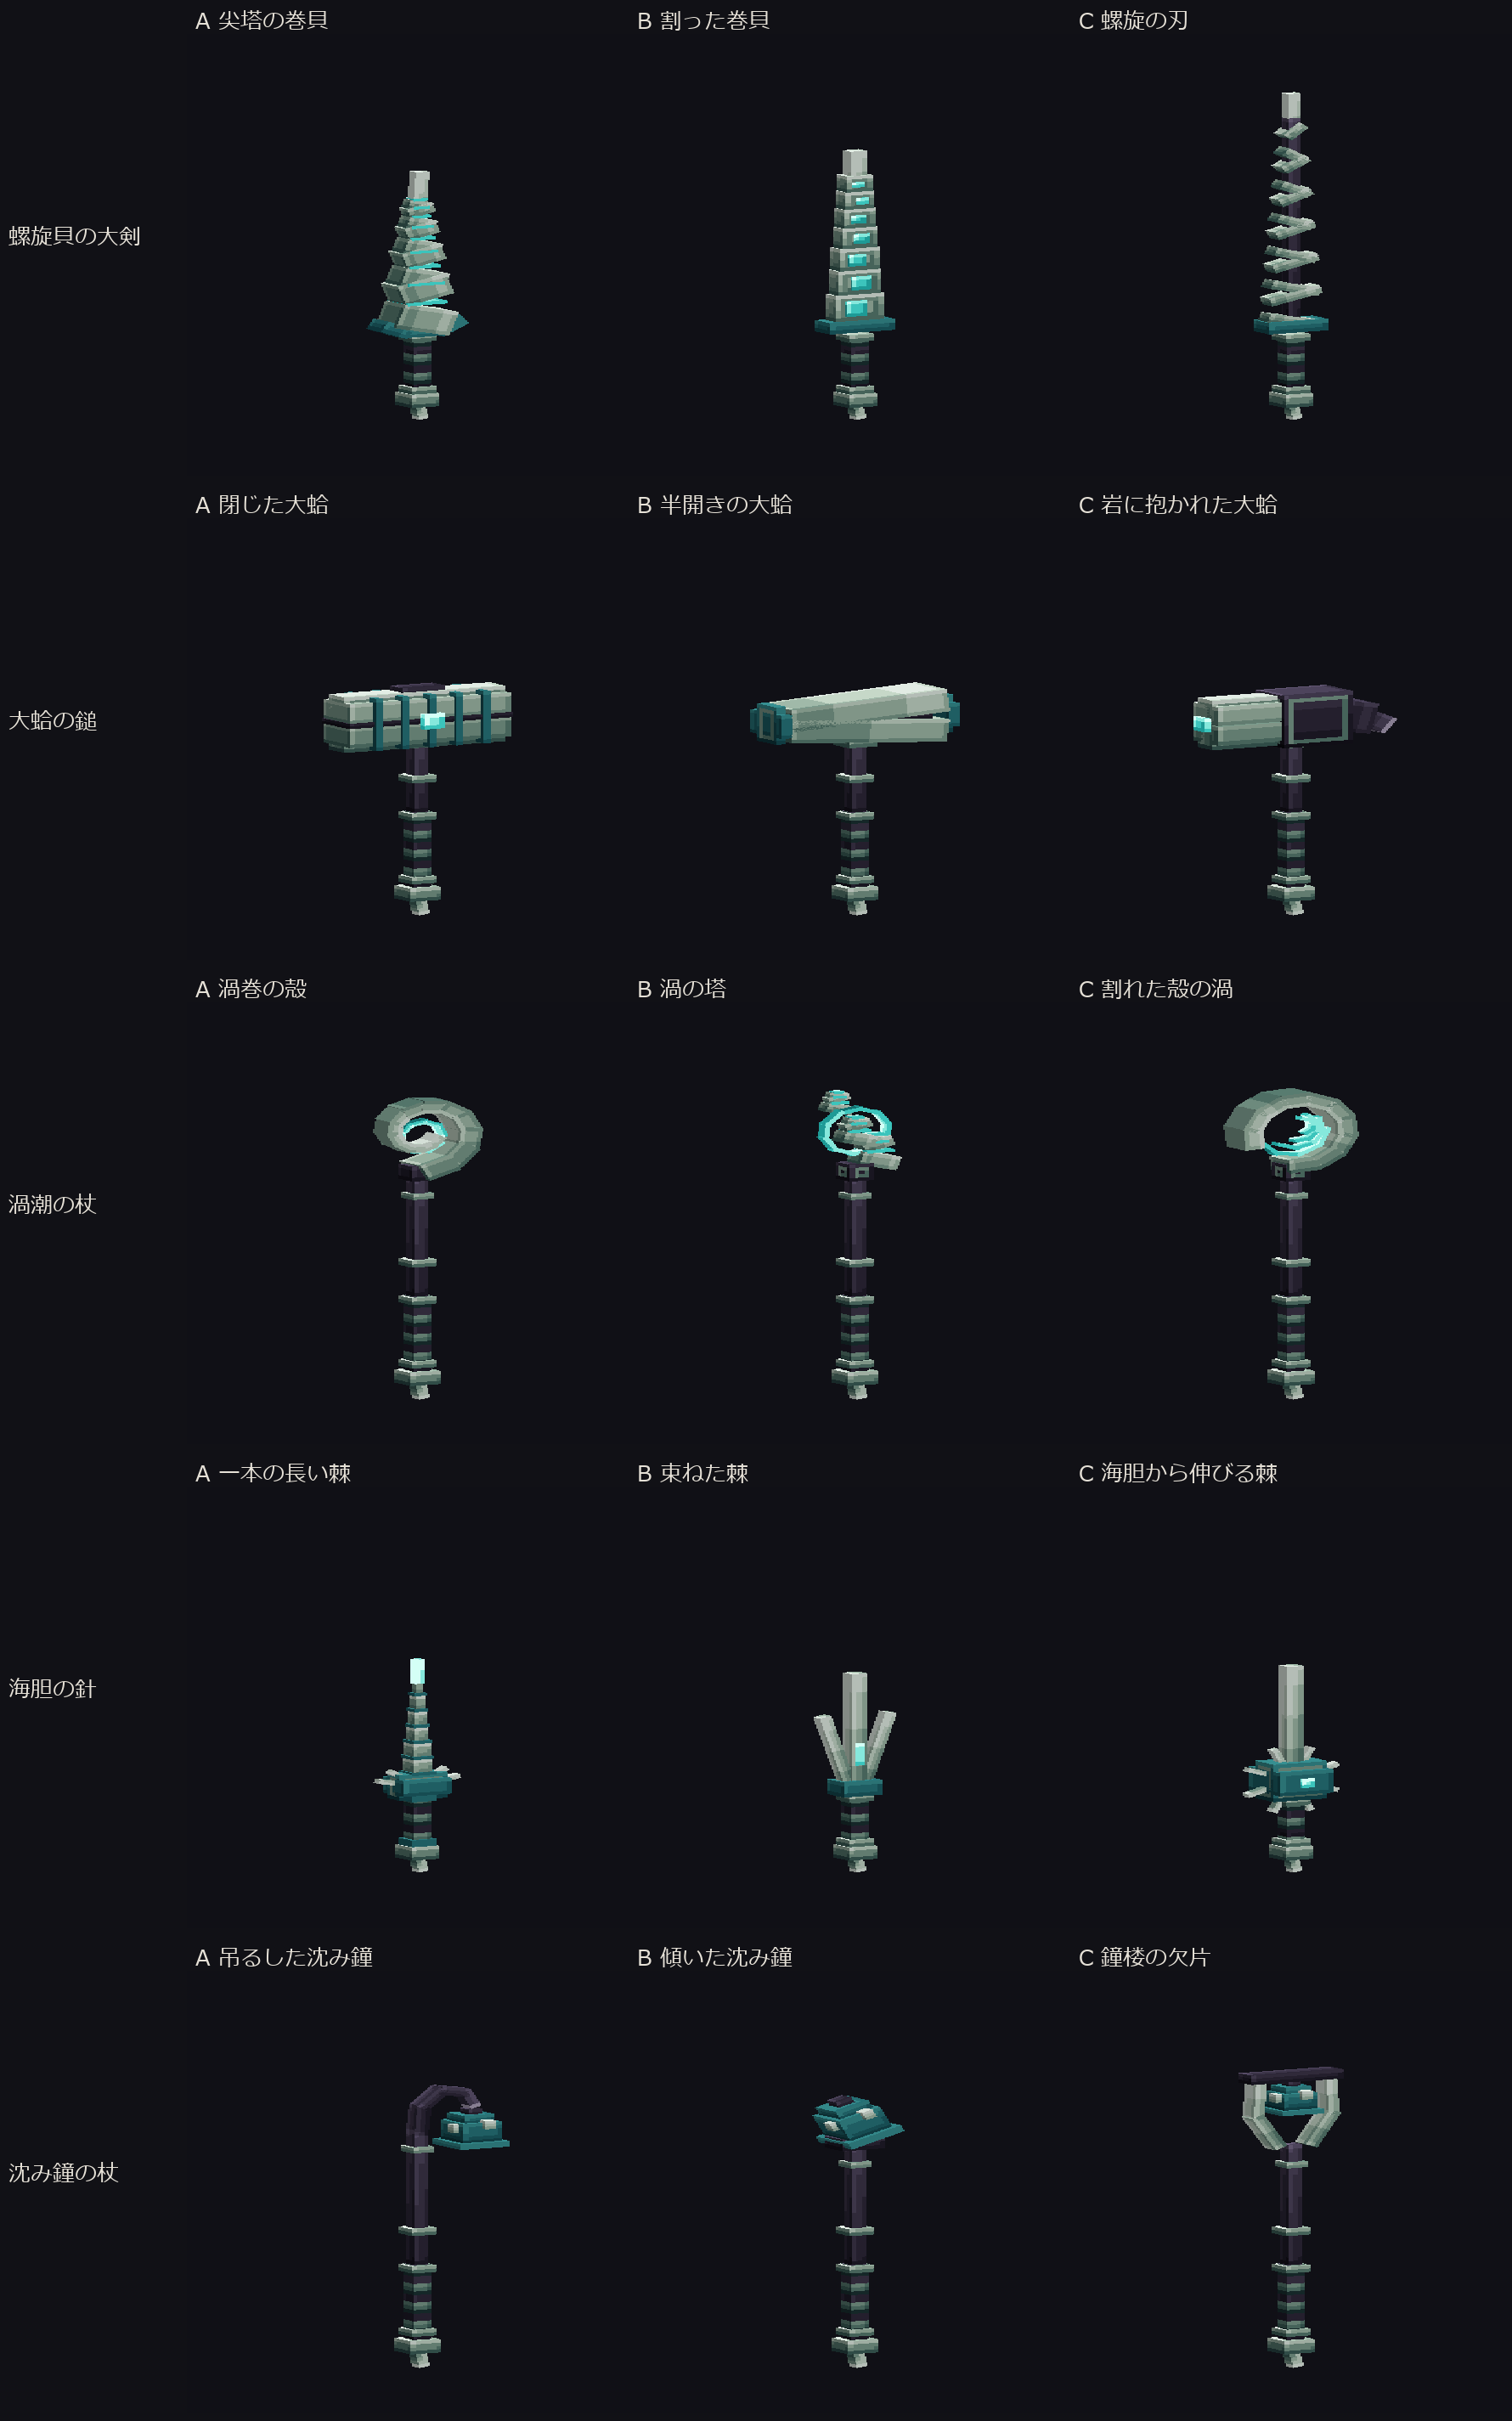 A 尖塔の巻貝
B 割った巻貝
C 螺旋の刃
螺旋貝の大剣
A 閉じた大蛤
B 半開きの大蛤
C 岩に抱かれた大蛤
大蛤の鎚
A 渦巻の殻
B 渦の塔
C 割れた殻の渦
渦潮の杖
A 一本の長い棘
B 束ねた棘
C 海胆から伸びる棘
海胆の針
A 吊るした沈み鐘
B 傾いた沈み鐘
C 鐘楼の欠片
沈み鐘の杖